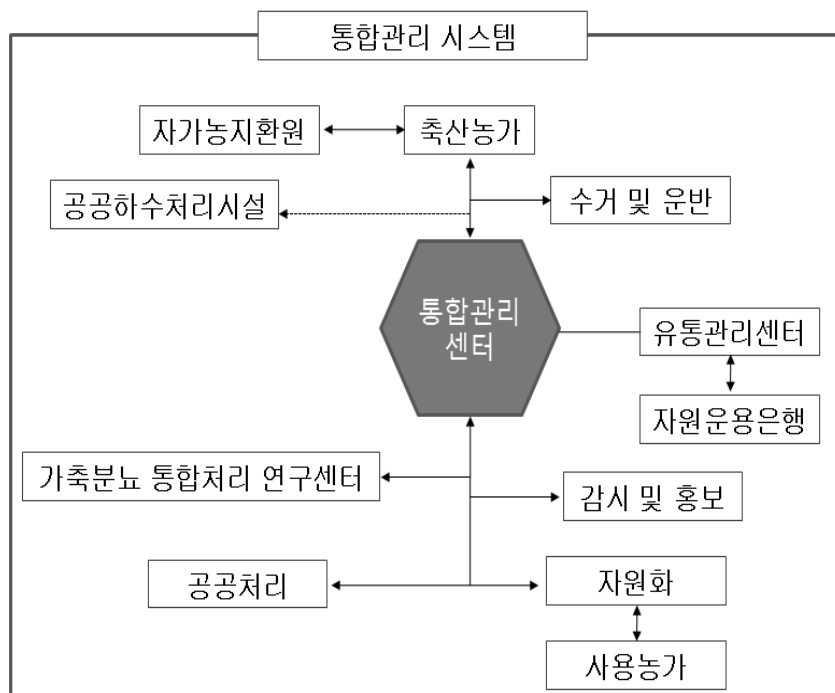 통합관리 시스템
자가농지환원
축산농가
공공하수처리시설
수거 및 운반
통합관리
센터
유통관리센터
자원운용은행
가축분뇨 통합처리 연구센터
감시 및 홍보
공공처리
자원화
사용농가